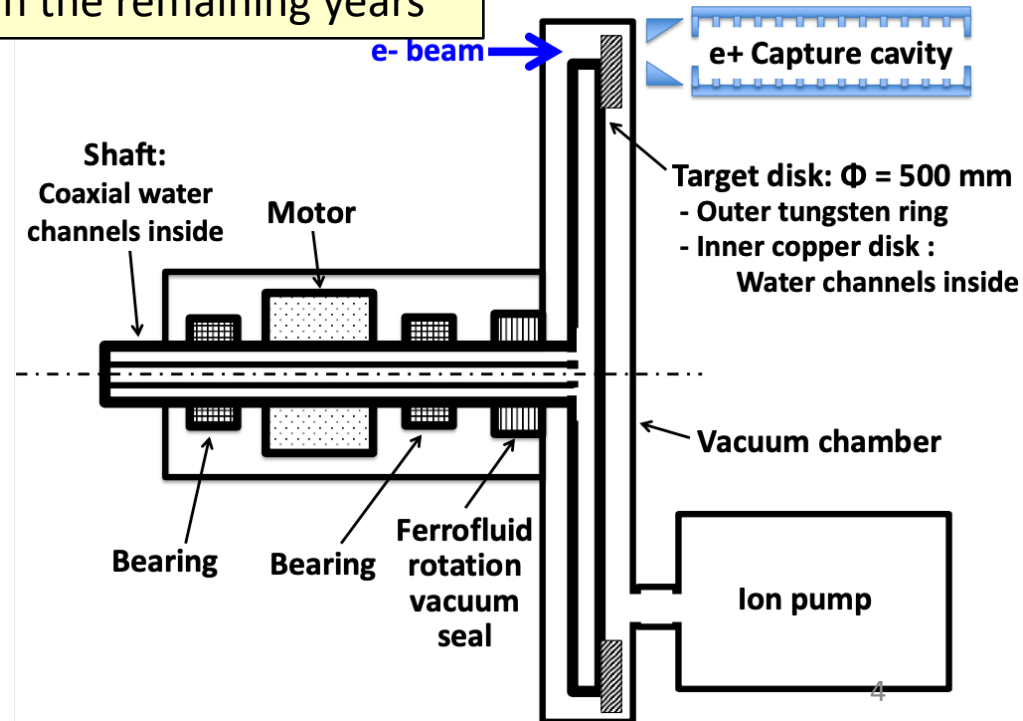 n the remaining years
e- beam
e+ Capture cavity
Shaft:
Coaxial water
channels inside
Motor
Target disk: Φ = 500 mm
- Outer tungsten ring
- Inner copper disk :
Water channels inside
Vacuum chamber
Bearing
Bearing
Ferrofluid
rotation
vacuum
seal
Ion pump
4